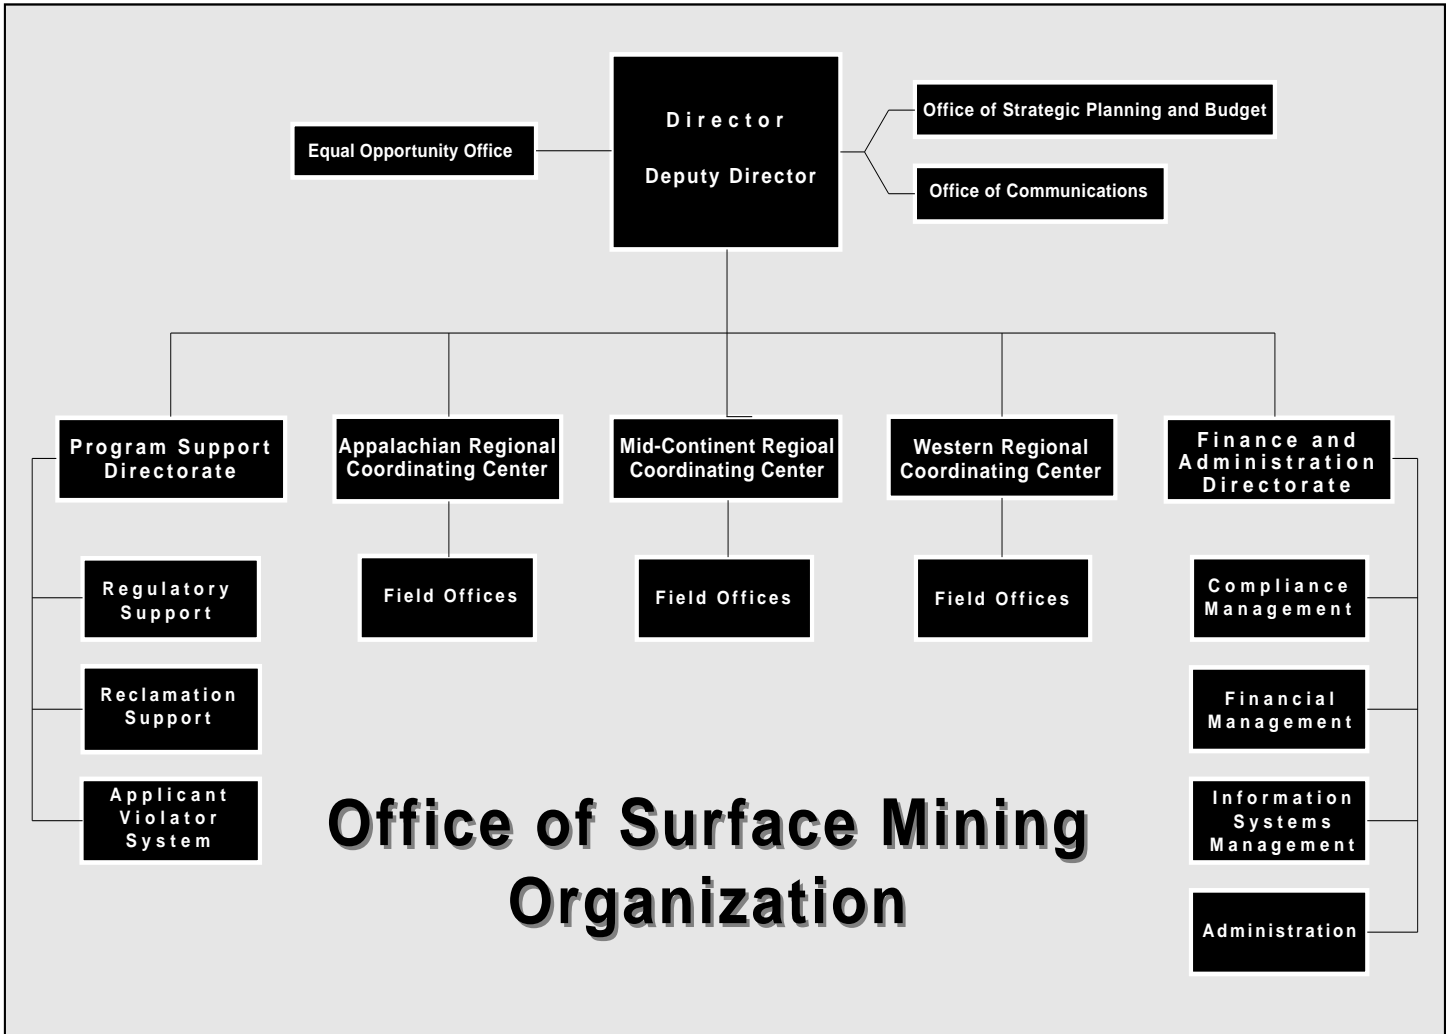 Director
Deputy Director
Equal Opportunity Office
Office of Strategic Planning and Budget
Office of Communications
Program Support
Directorate
Appalachian Regional
Coordinating Center
Mid-Continent Regioal
Coordinating Center
Western Regional
Coordinating Center
Finance and
Administration
Directorate
Regulatory
Support
Field Offices
Field Offices
Field Offices
Compliance
Management
Reclamation
Support
Financial
Management
Applicant
Violator
System
Information
Systems
Management
Administration
Office of Surface Mining
Organization